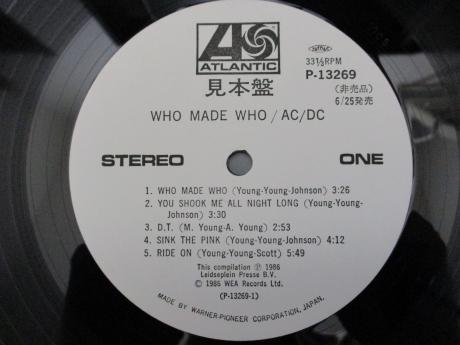 ATLANTIC
33⅓RPM
P-13269
見本盤
(非売品)
6/25発売
WHO MADE WHO / AC/DC
STEREO ONE
1. WHO MADE WHO (Young-Young-Johnson) 3:26
2. YOU SHOOK ME ALL NIGHT LONG (Young-Young-
Johnson) 3:30
3. D.T. (M. Young-A. Young) 2:53
4. SINK THE PINK (Young-Young-Johnson) 4:12
5. RIDE ON (Young-Young-Scott) 5:49
This compilation Ⓟ 1986
Leidseplein Presse B.V.
© 1986 WEA Records Ltd.
(P-13269-1)
MADE BY WARNER-PIONEER CORPORATION, JAPAN.